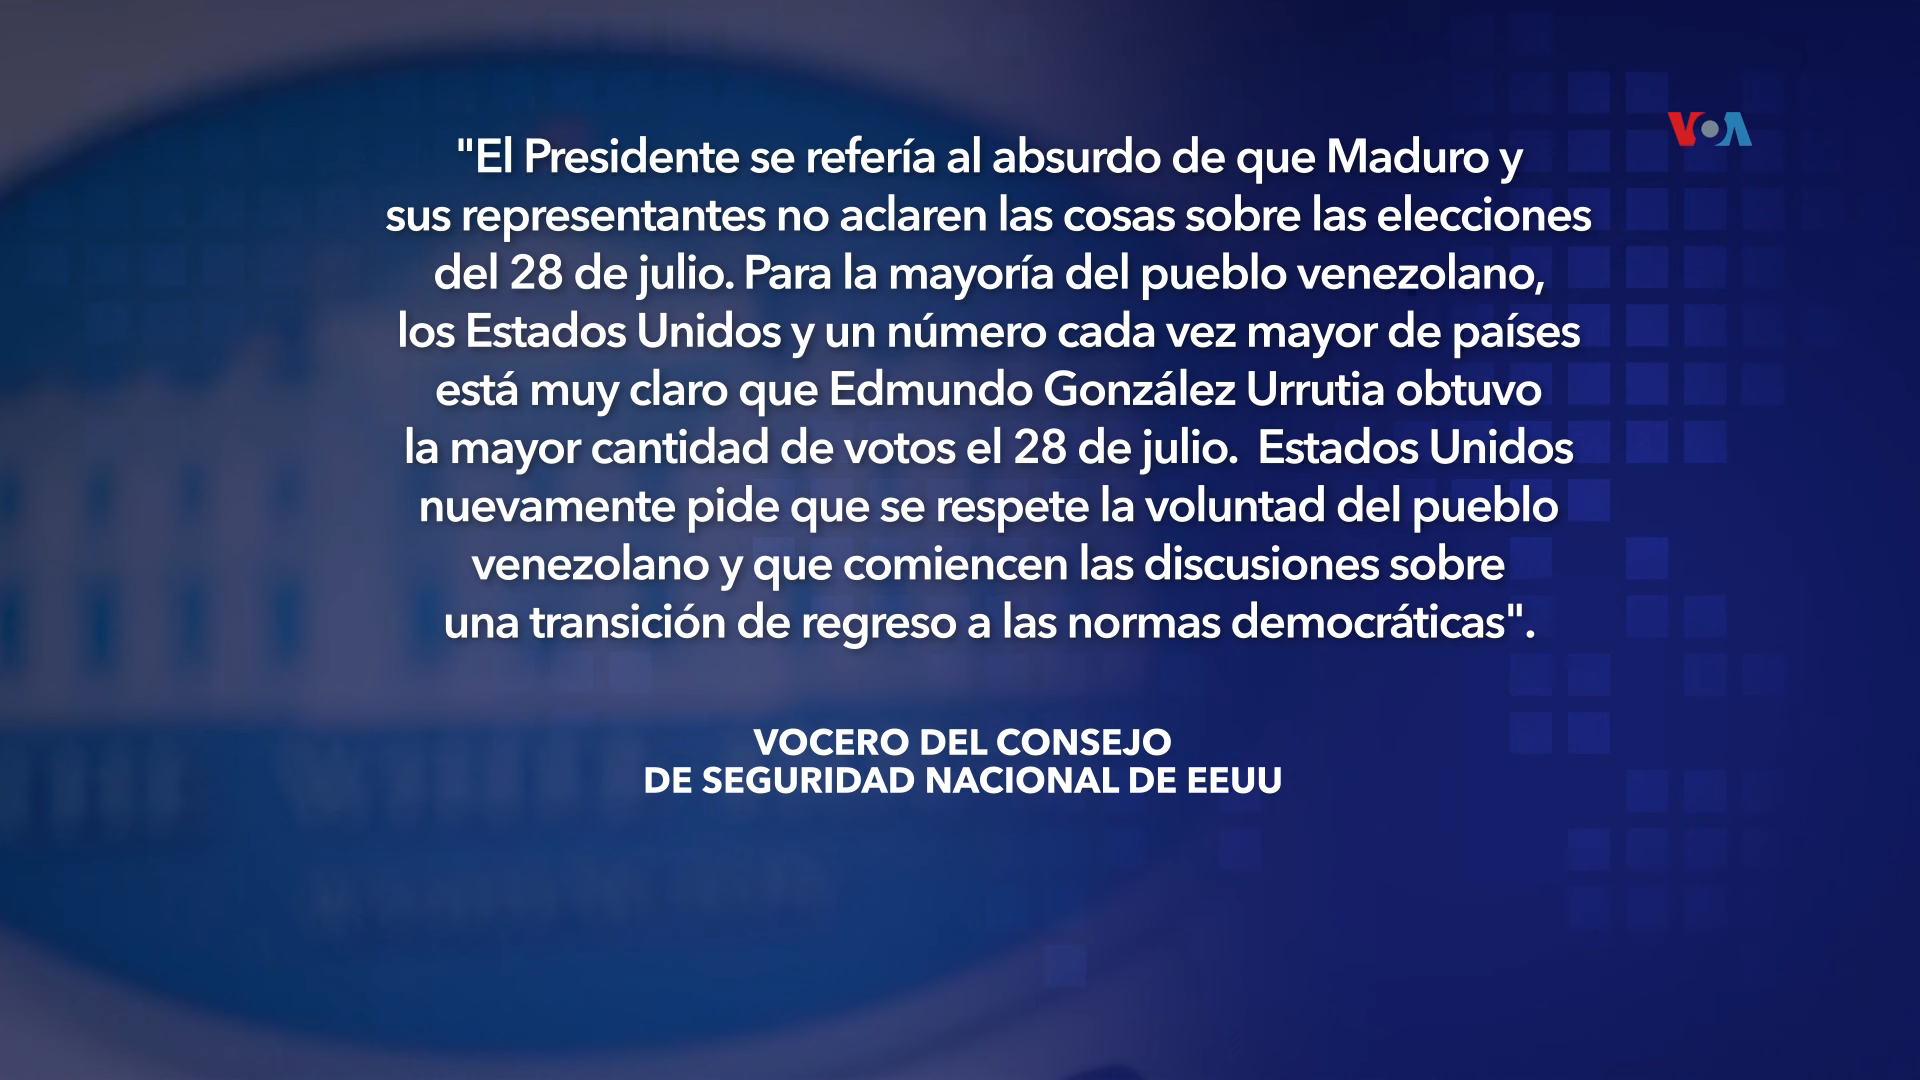 VOA
"El Presidente se refería al absurdo de que Maduro y
sus representantes no aclaren las cosas sobre las elecciones
del 28 de julio. Para la mayoría del pueblo venezolano,
los Estados Unidos y un número cada vez mayor de países
está muy claro que Edmundo González Urrutia obtuvo
la mayor cantidad de votos el 28 de julio.  Estados Unidos
nuevamente pide que se respete la voluntad del pueblo
venezolano y que comiencen las discusiones sobre
una transición de regreso a las normas democráticas".
VOCERO DEL CONSEJO
DE SEGURIDAD NACIONAL DE EEUU